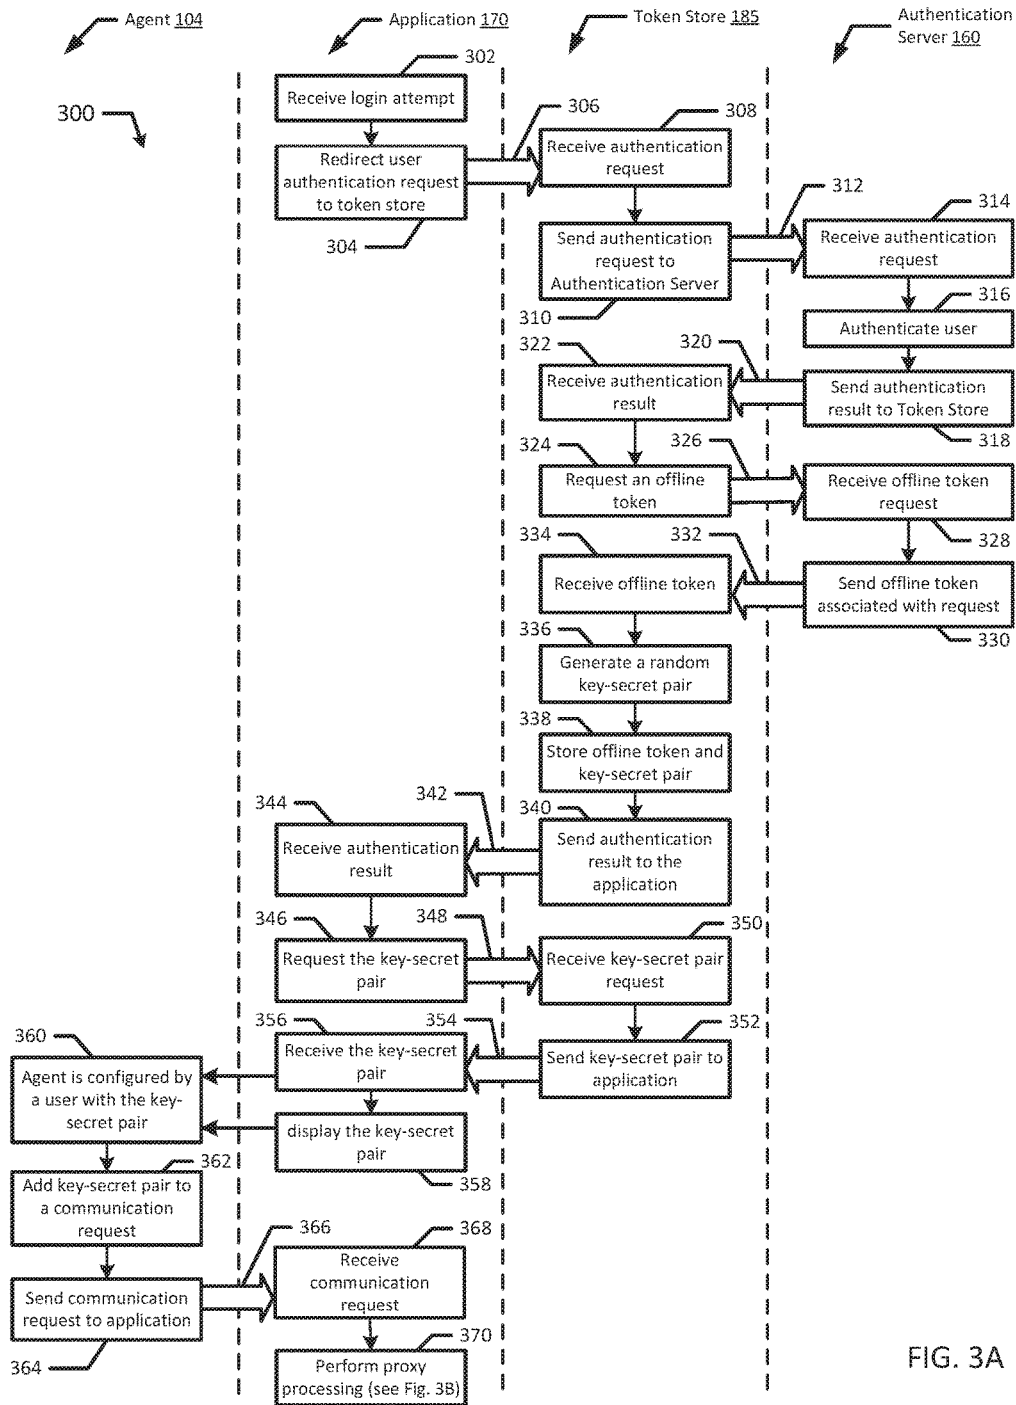 Agent 104
Application 170
Token Store 185
Authentication
Server 160
300
302
Receive login attempt
306
Redirect user
authentication request
to token store
304
308
Receive authentication
request
312
Send authentication
request to
Authentication Server
310
314
Receive authentication
request
316
Authenticate user
320
322
Receive authentication
result
Send authentication
result to Token Store
318
324
326
Request an offline
token
Receive offline token
request
328
334
332
Receive offline token
Send offline token
associated with request
330
336
Generate a random
key-secret pair
338
Store offline token and
key-secret pair
340
342
344
Receive authentication
result
Send authentication
result to the
application
346
348
350
Request the key-secret
pair
Receive key-secret pair
request
352
354
356
Receive the key-secret
pair
Send key-secret pair to
application
360
Agent is configured by
a user with the key-
secret pair
display the key-secret
pair
358
362
Add key-secret pair to
a communication
request
366
368
Receive
communication
request
Send communication
request to application
364
370
Perform proxy
processing (see Fig. 3B)
FIG. 3A